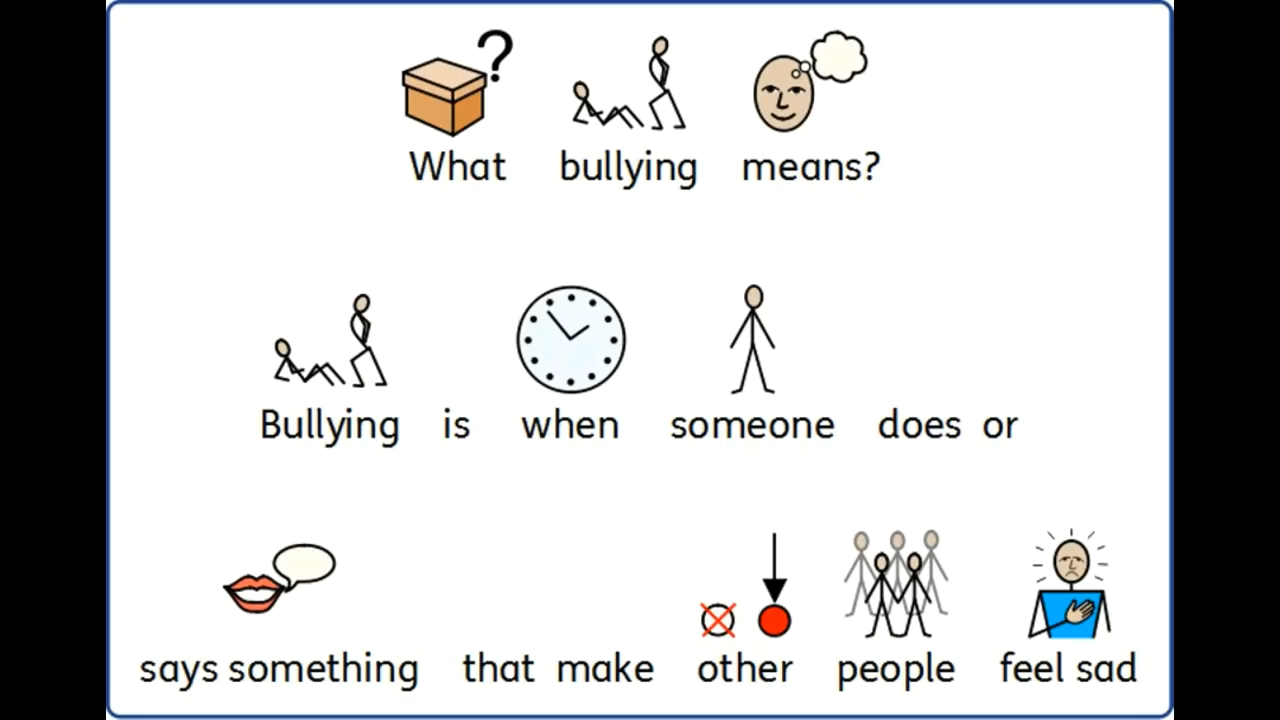 What bullying means?
Bullying is when someone does or
says something that make other people feel sad